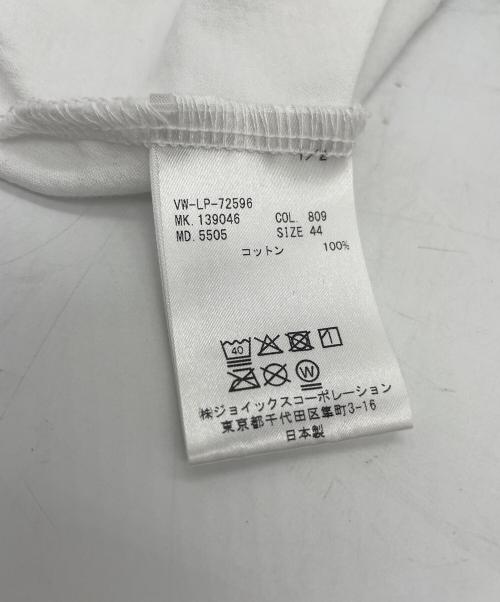 1/2
VW-LP-72596
MK. 139046 COL. 809
MD. 5505 SIZE 44
コットン 100%
40
W
㈱ジョイックスコーポレーション
東京都千代田区隼町3-16
日本製